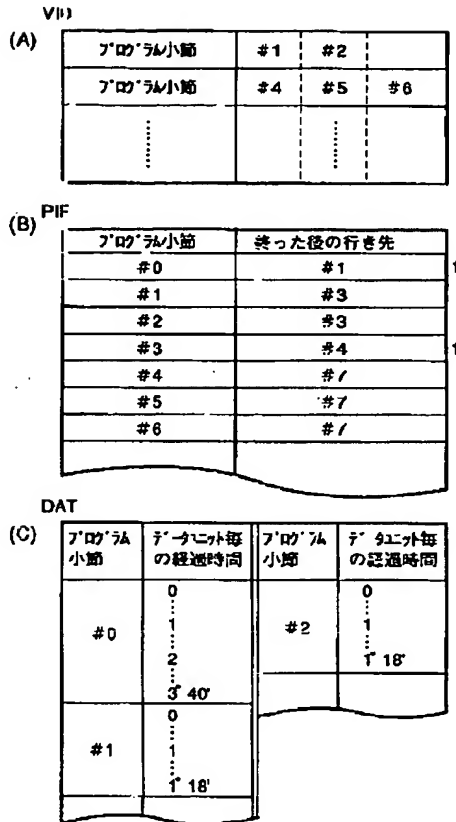 VID
(A)
プログラム小節 #1 #2
プログラム小節 #4 #5 #6
(B) PIF
プログラム小節 終った後の行き先
#0 #1 1
#1 #3
#2 #3
#3 #4 1
#4 #7
#5 #7
#6 #7
DAT
(C)
プログラム小節 データユニット毎の経過時間 プログラム小節 データユニット毎の経過時間
#0 0 1 2 3" 40'
#2 0 1 1" 18'
#1 0 1 1" 18'